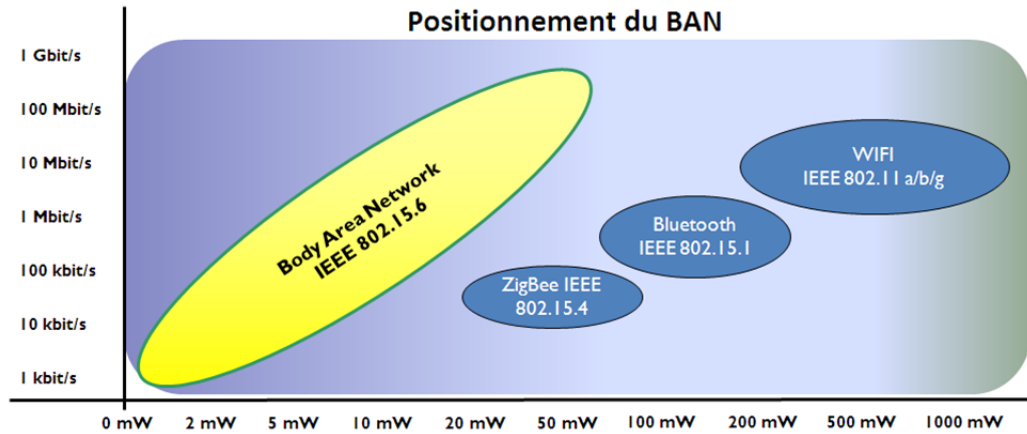 Positionnement du BAN
1 Gbit/s
100 Mbit/s
10 Mbit/s
1 Mbit/s
100 kbit/s
10 kbit/s
1 kbit/s
Body Area Network
IEEE 802.15.6
ZigBee IEEE
802.15.4
Bluetooth
IEEE 802.15.1
WIFI
IEEE 802.11 a/b/g
0 mW 2 mW 5 mW 10 mW 20 mW 50 mW 100 mW 200 mW 500 mW 1000 mW